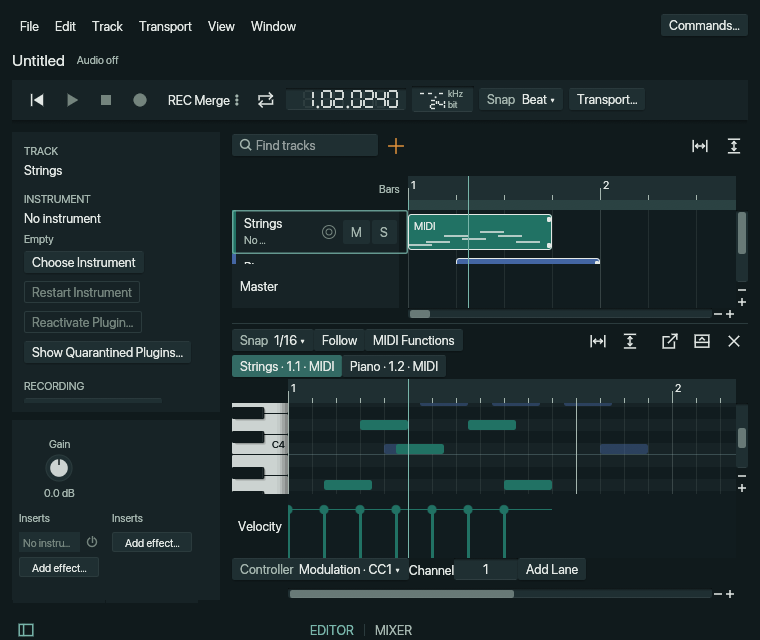 File Edit Track Transport View Window Commands...
Untitled Audio off
REC Merge 1.02.0240 --.- kHz 24 bit Snap Beat Transport...
TRACK
Strings
INSTRUMENT
No instrument
Empty
Choose Instrument
Restart Instrument
Reactivate Plugin...
Show Quarantined Plugins...
RECORDING
Gain
0.0 dB
Inserts Inserts
No instru... Add effect...
Add effect...
Find tracks
Bars 1 2
Strings M S
No ...
MIDI
Master
Snap 1/16 Follow MIDI Functions
Strings · 1.1 · MIDI Piano · 1.2 · MIDI
1 2
C4
Velocity
Controller Modulation · CC1 Channel 1 Add Lane
EDITOR MIXER